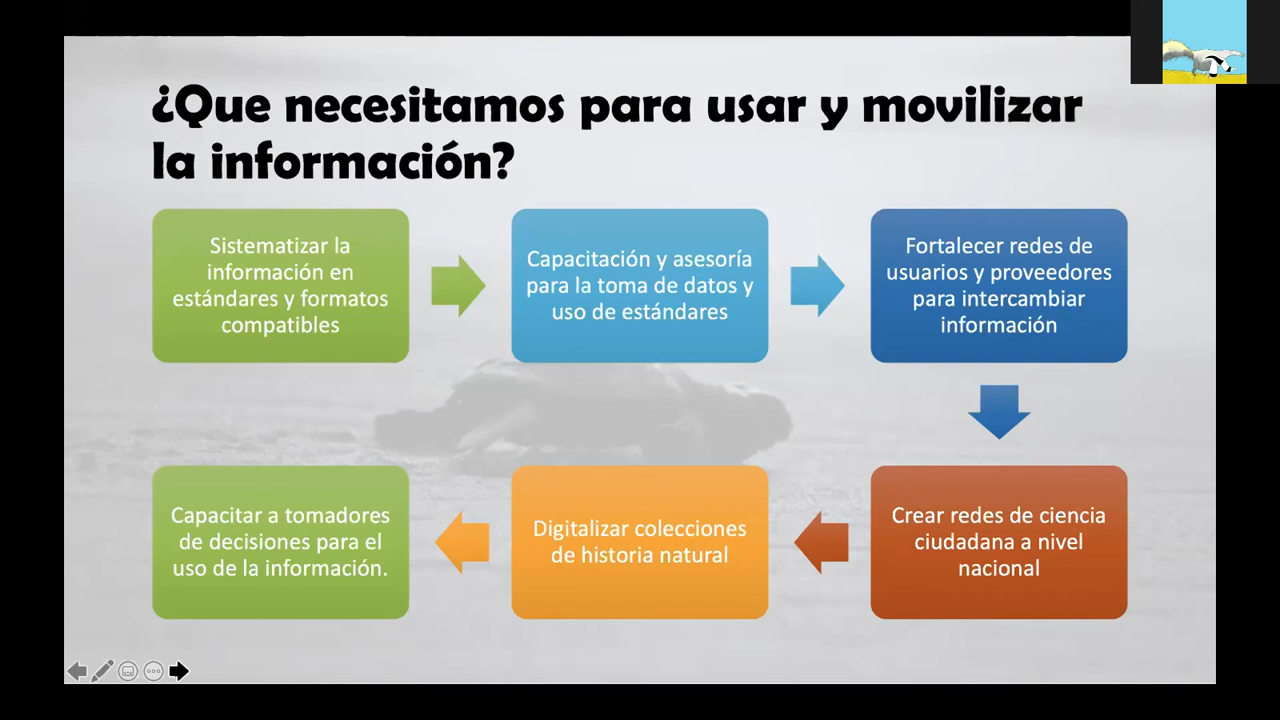 ¿Que necesitamos para usar y movilizar
la información?
Sistematizar la
información en
estándares y formatos
compatibles
Capacitación y asesoría
para la toma de datos y
uso de estándares
Fortalecer redes de
usuarios y proveedores
para intercambiar
información
Crear redes de ciencia
ciudadana a nivel
nacional
Digitalizar colecciones
de historia natural
Capacitar a tomadores
de decisiones para el
uso de la información.